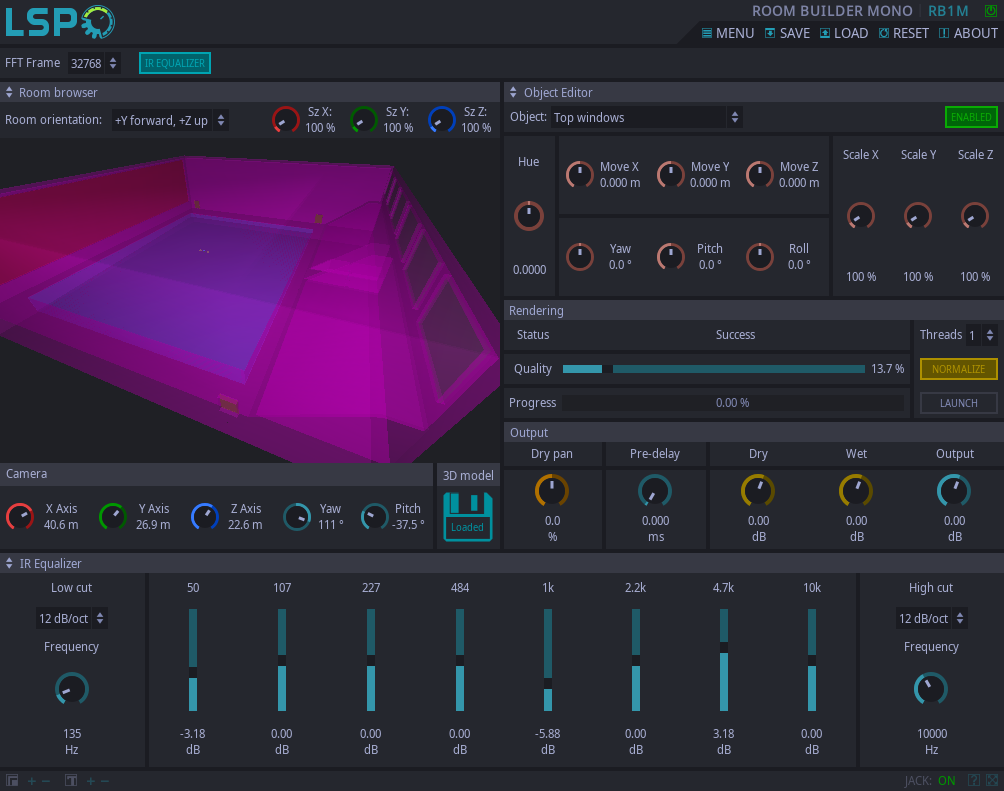 LSP
ROOM BUILDER MONO RB1M
MENU SAVE LOAD RESET ABOUT
FFT Frame 32768 IR EQUALIZER
Room browser
Room orientation: +Y forward, +Z up
Sz X: 100 %
Sz Y: 100 %
Sz Z: 100 %
Object Editor
Object: Top windows ENABLED
Hue
0.0000
Move X 0.000 m
Move Y 0.000 m
Move Z 0.000 m
Yaw 0.0 °
Pitch 0.0 °
Roll 0.0 °
Scale X Scale Y Scale Z
100 % 100 % 100 %
Rendering
Status Success Threads 1
Quality 13.7 % NORMALIZE
Progress 0.00 % LAUNCH
Output
Dry pan Pre-delay Dry Wet Output
0.0 0.000 0.00 0.00 0.00
% ms dB dB dB
Camera
X Axis 40.6 m
Y Axis 26.9 m
Z Axis 22.6 m
Yaw 111 °
Pitch -37.5 °
3D model
Loaded
IR Equalizer
Low cut 50 107 227 484 1k 2.2k 4.7k 10k High cut
12 dB/oct 12 dB/oct
Frequency Frequency
135 -3.18 0.00 0.00 0.00 -5.88 0.00 3.18 0.00 10000
Hz dB dB dB dB dB dB dB dB Hz
JACK: ON